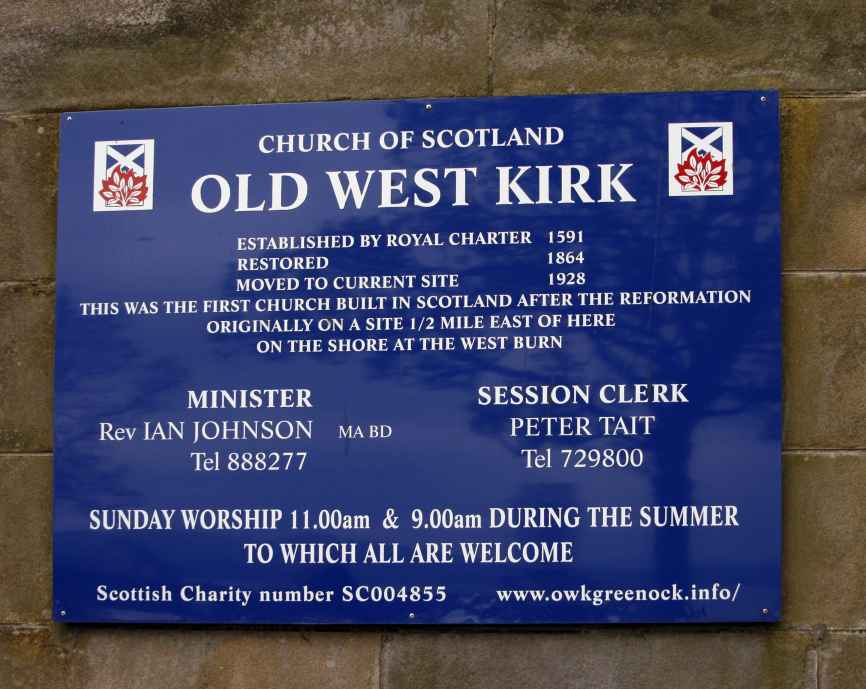 CHURCH OF SCOTLAND
OLD WEST KIRK
ESTABLISHED BY ROYAL CHARTER 1591
RESTORED 1864
MOVED TO CURRENT SITE 1928
THIS WAS THE FIRST CHURCH BUILT IN SCOTLAND AFTER THE REFORMATION
ORIGINALLY ON A SITE 1/2 MILE EAST OF HERE
ON THE SHORE AT THE WEST BURN
MINISTER
Rev IAN JOHNSON MA BD
Tel 888277
SESSION CLERK
PETER TAIT
Tel 729800
SUNDAY WORSHIP 11.00am & 9.00am DURING THE SUMMER
TO WHICH ALL ARE WELCOME
Scottish Charity number SC004855 www.owkgreenock.info/